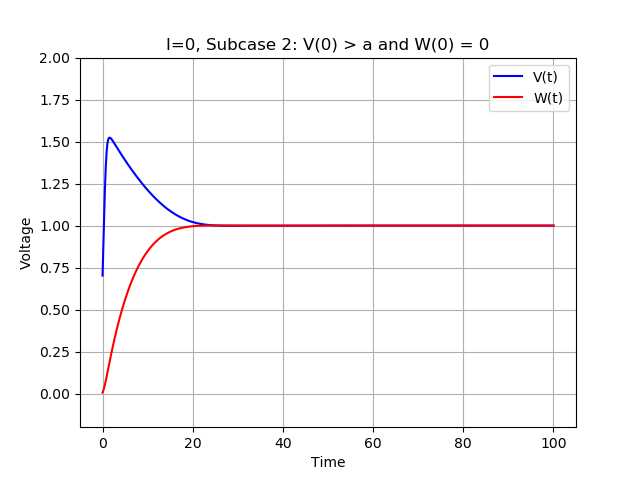 I=0, Subcase 2: V(0) > a and W(0) = 0
2.00
1.75
1.50
1.25
1.00
0.75
0.50
0.25
0.00
Voltage
V(t)
W(t)
0 20 40 60 80 100
Time